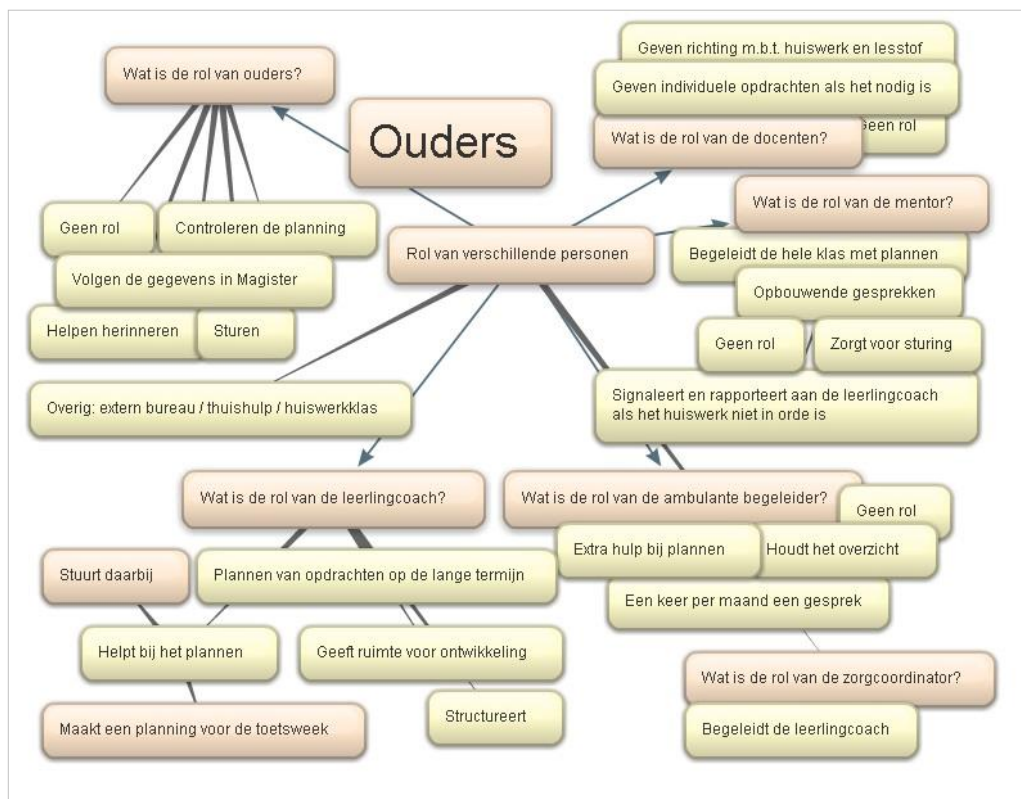 Geven richting m.b.t. huiswerk en lesstof
Wat is de rol van ouders?
Geven individuele opdrachten als het nodig is
Ouders
Wat is de rol van de docenten?
Geen rol
Wat is de rol van de mentor?
Geen rol
Controleren de planning
Rol van verschillende personen
Begeleidt de hele klas met plannen
Volgen de gegevens in Magister
Opbouwende gesprekken
Helpen herinneren
Sturen
Geen rol
Zorgt voor sturing
Overig: extern bureau / thuishulp / huiswerkklas
Signaleert en rapporteert aan de leerlingcoach
als het huiswerk niet in orde is
Wat is de rol van de leerlingcoach?
Wat is de rol van de ambulante begeleider?
Geen rol
Extra hulp bij plannen
Houdt het overzicht
Stuurt daarbij
Plannen van opdrachten op de lange termijn
Een keer per maand een gesprek
Helpt bij het plannen
Geeft ruimte voor ontwikkeling
Wat is de rol van de zorgcoordinator?
Structureert
Maakt een planning voor de toetsweek
Begeleidt de leerlingcoach